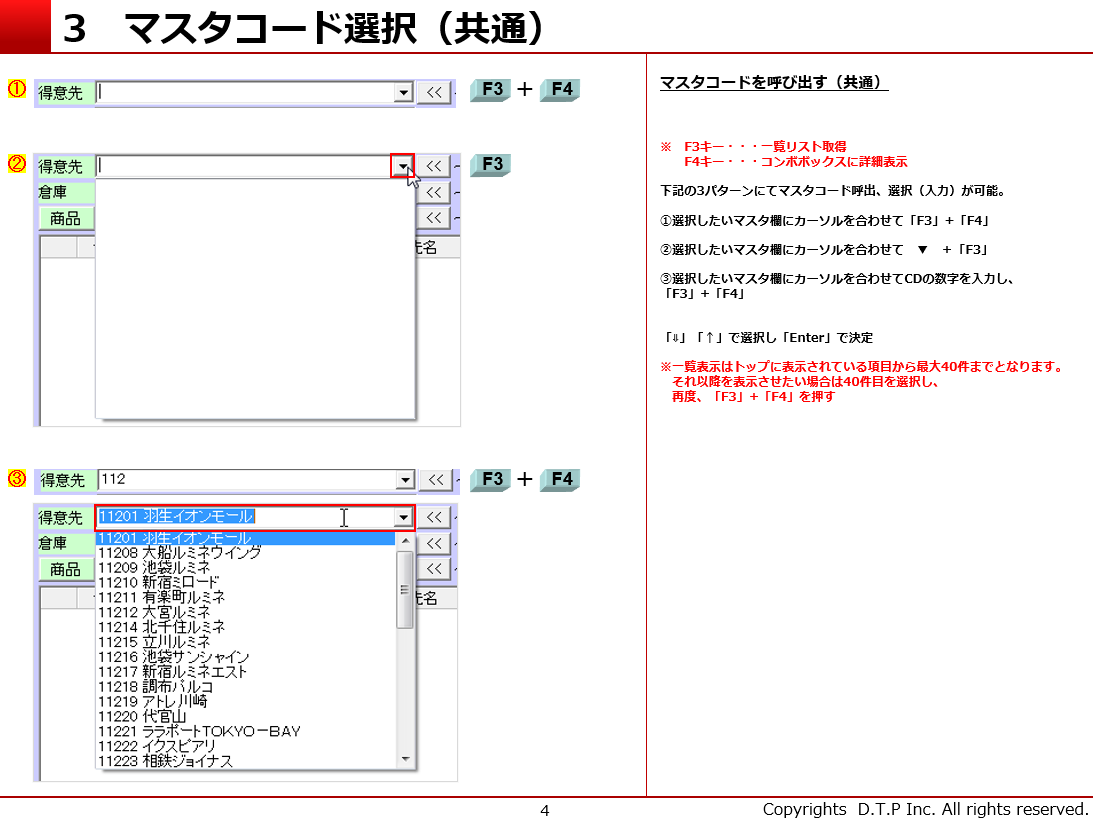 3　マスタコード選択（共通）
① 得意先 << F3 + F4
② 得意先 << ~ F3
倉庫 << ~
商品 << ~
先名
③ 得意先 112 << ~ F3 + F4
得意先 11201 羽生イオンモール <<
倉庫 11201 羽生イオンモール <<
11208 大船ルミネウイング
商品 11209 池袋ルミネ <<
11210 新宿ミロード
11211 有楽町ルミネ 先名
11212 大宮ルミネ
11214 北千住ルミネ
11215 立川ルミネ
11216 池袋サンシャイン
11217 新宿ルミネエスト
11218 調布パルコ
11219 アトレ川崎
11220 代官山
11221 ララポートTOKYO－BAY
11222 イクスピアリ
11223 相鉄ジョイナス
マスタコードを呼び出す（共通）
※　F3キー・・・一覧リスト取得
F4キー・・・コンボボックスに詳細表示
下記の3パターンにてマスタコード呼出、選択（入力）が可能。
①選択したいマスタ欄にカーソルを合わせて「F3」+「F4」
②選択したいマスタ欄にカーソルを合わせて　▼　+「F3」
③選択したいマスタ欄にカーソルを合わせてCDの数字を入力し、
「F3」+「F4」
「⇓」「↑」で選択し「Enter」で決定
※一覧表示はトップに表示されている項目から最大40件までとなります。
それ以降を表示させたい場合は40件目を選択し、
再度、「F3」+「F4」を押す
4
Copyrights D.T.P Inc. All rights reserved.